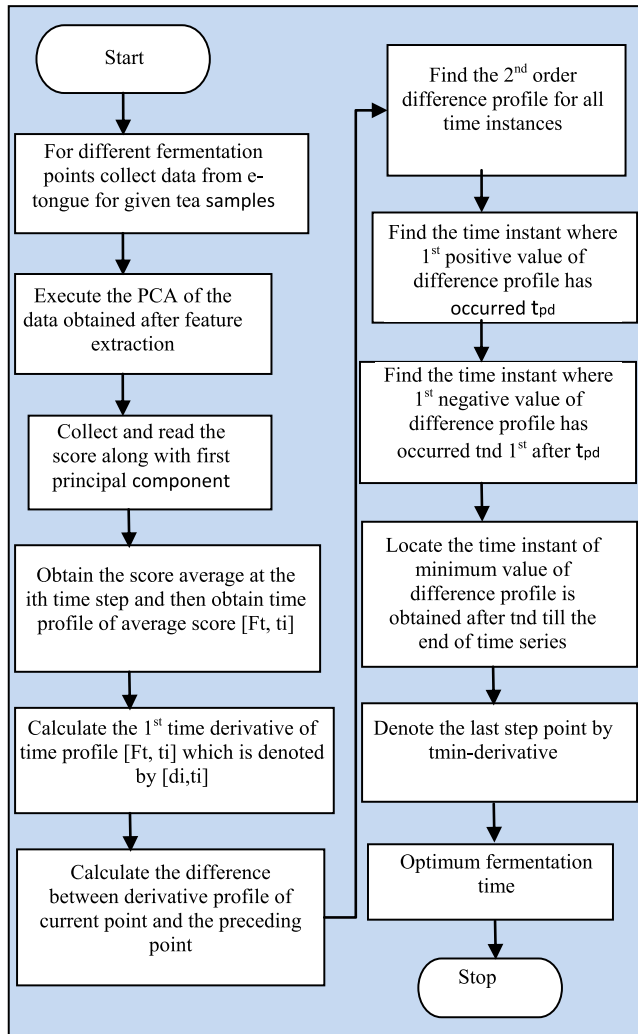 Start
For different fermentation
points collect data from e-
tongue for given tea samples
Execute the PCA of the
data obtained after feature
extraction
Collect and read the
score along with first
principal component
Obtain the score average at the
ith time step and then obtain time
profile of average score [Ft, ti]
Calculate the 1st time derivative of
time profile [Ft, ti] which is denoted
by [di,ti]
Calculate the difference
between derivative profile of
current point and the preceding
point
Find the 2nd order
difference profile for all
time instances
Find the time instant where
1st positive value of
difference profile has
occurred tpd
Find the time instant where
1st negative value of
difference profile has
occurred tnd 1st after tpd
Locate the time instant of
minimum value of
difference profile is
obtained after tnd till the
end of time series
Denote the last step point by
tmin-derivative
Optimum fermentation
time
Stop